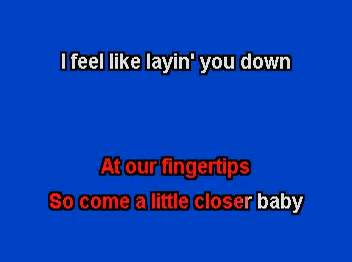 I feel like layin' you down
At our fingertips
So come a little closer baby